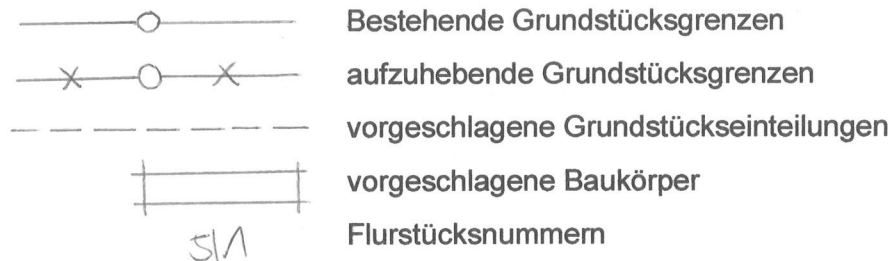 Bestehende Grundstücksgrenzen
aufzuhebende Grundstücksgrenzen
vorgeschlagene Grundstückseinteilungen
vorgeschlagene Baukörper
51/1 Flurstücksnummern